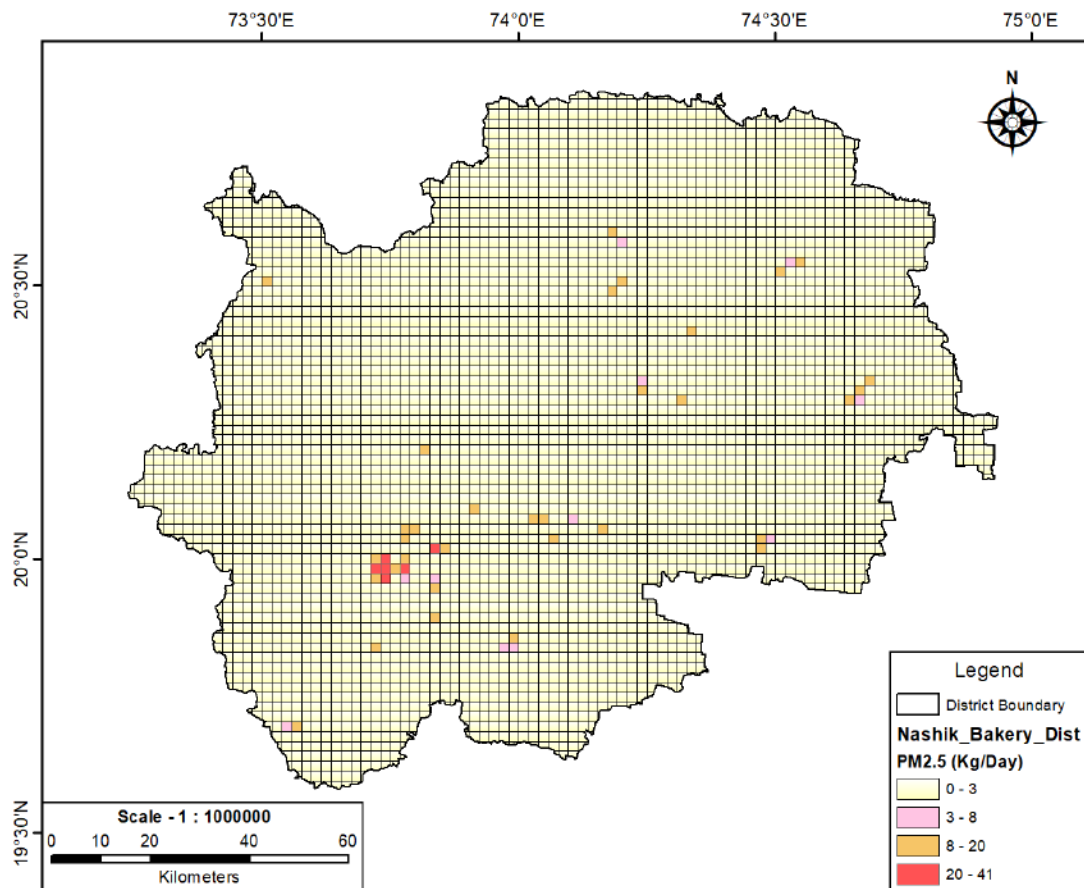 73°30'E 74°0'E 74°30'E 75°0'E
N
20°30'N
20°0'N
19°30'N
Legend
District Boundary
Nashik_Bakery_Dist
PM2.5 (Kg/Day)
0 - 3
3 - 8
8 - 20
20 - 41
Scale - 1 : 1000000
0 10 20 40 60
Kilometers